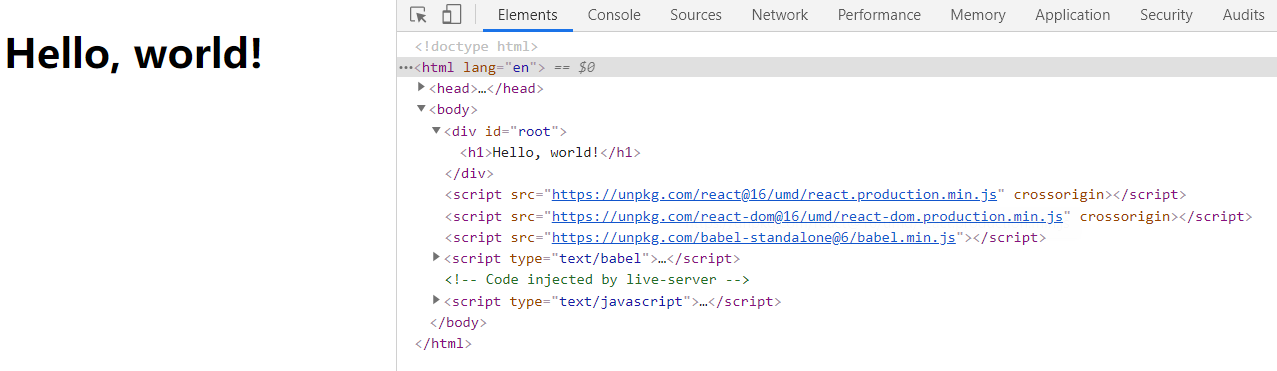 Hello, world!
Elements Console Sources Network Performance Memory Application Security Audits
<!doctype html>
…<html lang="en"> == $0
<head>…</head>
<body>
<div id="root">
<h1>Hello, world!</h1>
</div>
<script src="https://unpkg.com/react@16/umd/react.production.min.js" crossorigin></script>
<script src="https://unpkg.com/react-dom@16/umd/react-dom.production.min.js" crossorigin></script>
<script src="https://unpkg.com/babel-standalone@6/babel.min.js"></script>
<script type="text/babel">…</script>
<!-- Code injected by live-server -->
<script type="text/javascript">…</script>
</body>
</html>